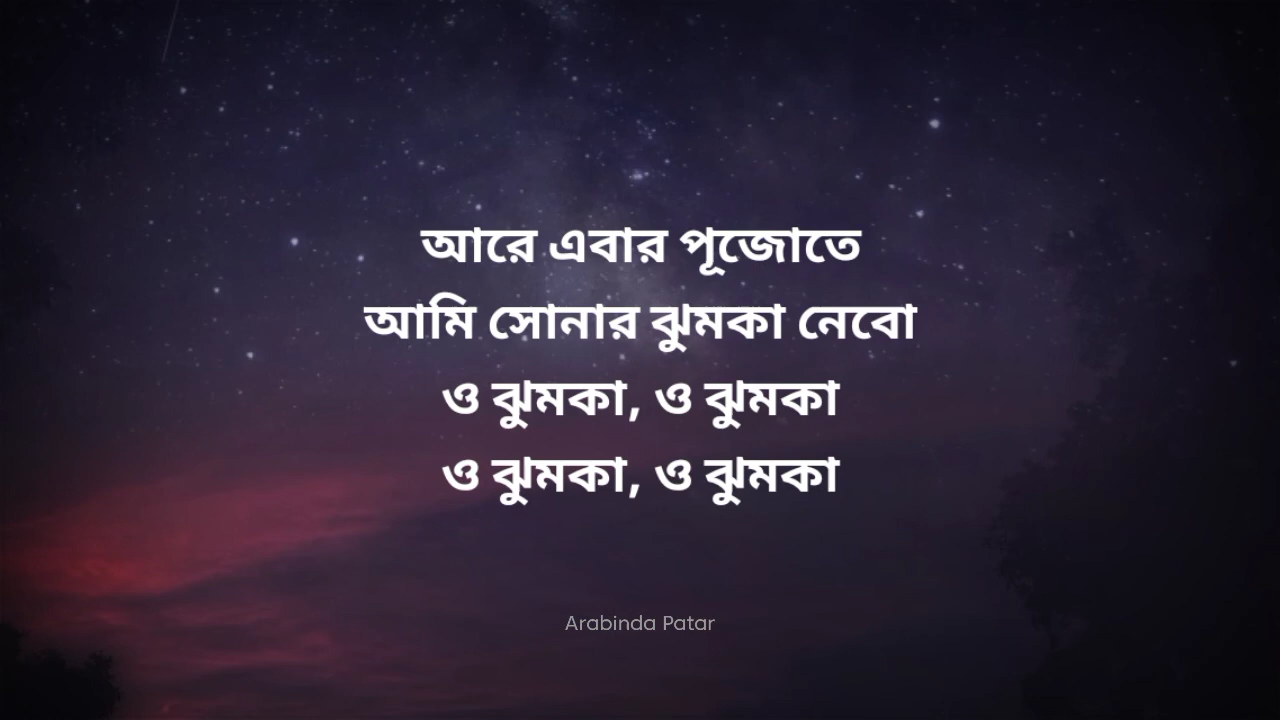 আরে এবার পূজোতে
আমি সোনার ঝুমকা নেবো
ও ঝুমকা, ও ঝুমকা
ও ঝুমকা, ও ঝুমকা
Arabinda Patar